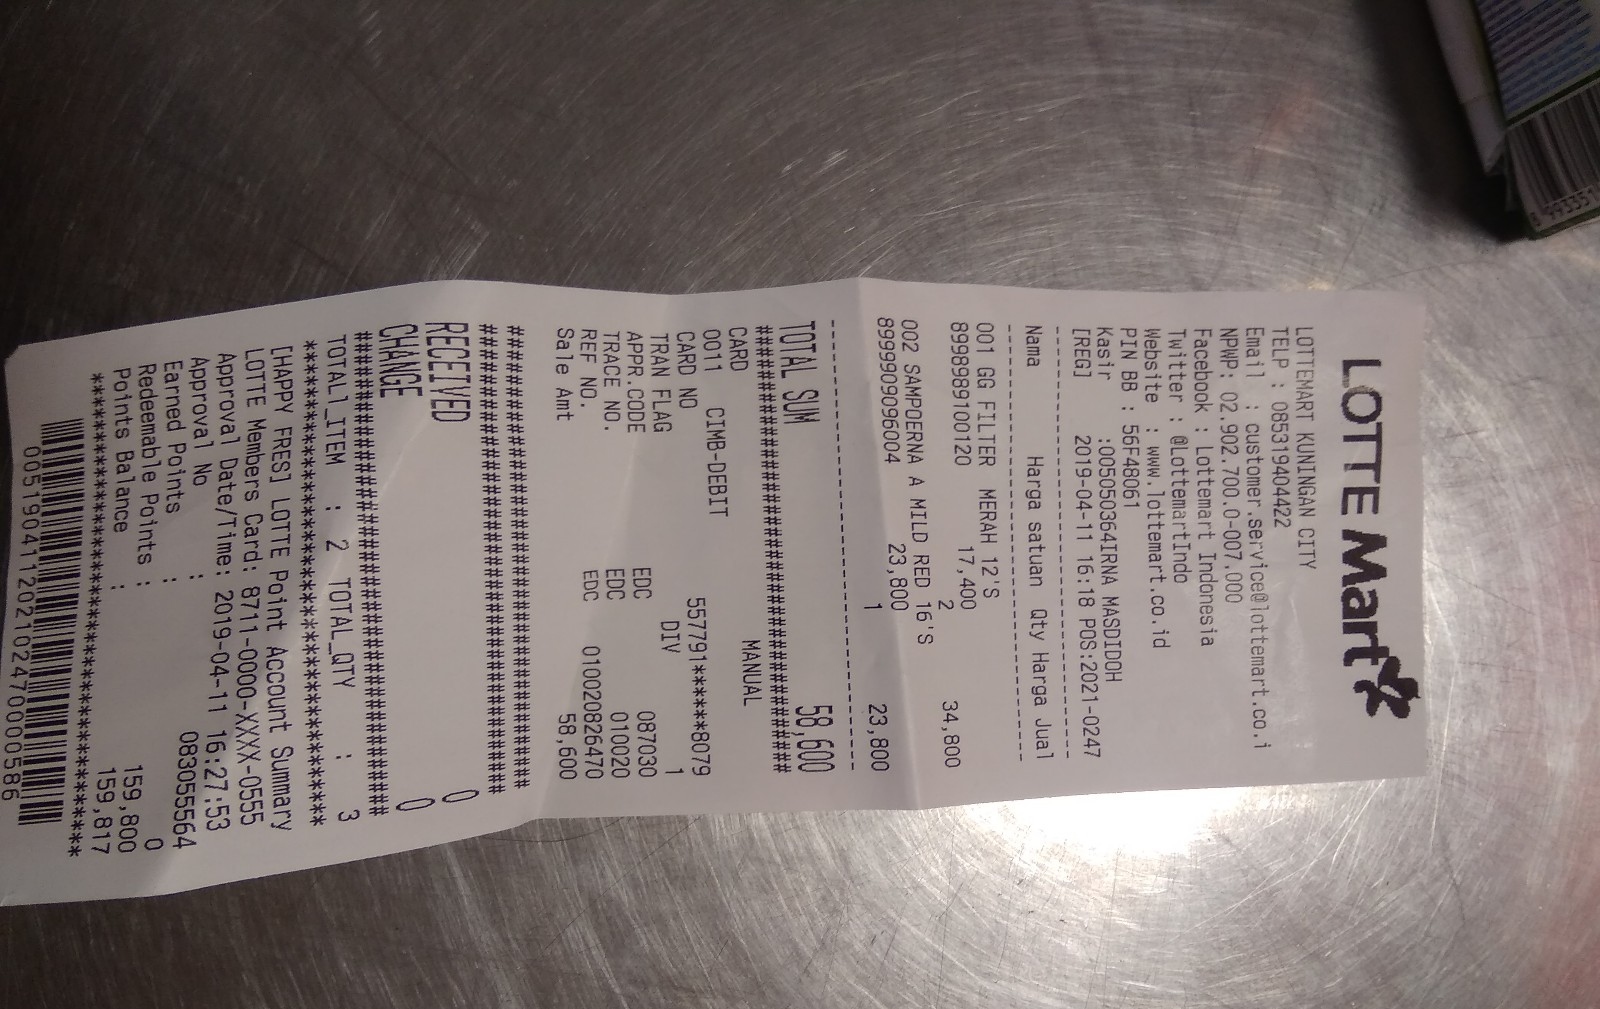 LOTTE Mart
LOTTEMART KUNINGAN CITY
TELP : 085319404422
Email : customer.service@lottemart.co.i
NPWP: 02.902.700.0-007.000
Facebook : Lottemart Indonesia
Twitter : @LottemartIndo
Website : www.lottemart.co.id
PIN BB : 56F48061
Kasir :005050364IRNA MASDIDOH
[REG] 2019-04-11 16:18 POS:2021-0247
Nama Harga satuan Qty Harga Jual
001 GG FILTER MERAH 12'S
8998989100120 17,400 2 34,800
002 SAMPOERNA A MILD RED 16'S
8999909096004 23,800 1 23,800
TOTAL SUM 58,600
##########################################
CARD MANUAL
0011 CIMB-DEBIT
CARD NO 557791******8079
TRAN FLAG DIV 1
APPR.CODE EDC 087030
TRACE NO. EDC 010020
REF NO. EDC 010020826470
Sale Amt 58,600
##########################################
##########################################
RECEIVED 0
CHANGE 0
##########################################
TOTAL_ITEM : 2 TOTAL_QTY : 3
******************************************
[HAPPY FRES] LOTTE Point Account Summary
LOTTE Members Card: 8711-0000-XXXX-0555
Approval Date/Time: 2019-04-11 16:27:53
Approval No : 0830555564
Earned Points : 0
Redeemable Points : 159,800
Points Balance : 159,817
******************************************
005190411202102470000586
993351